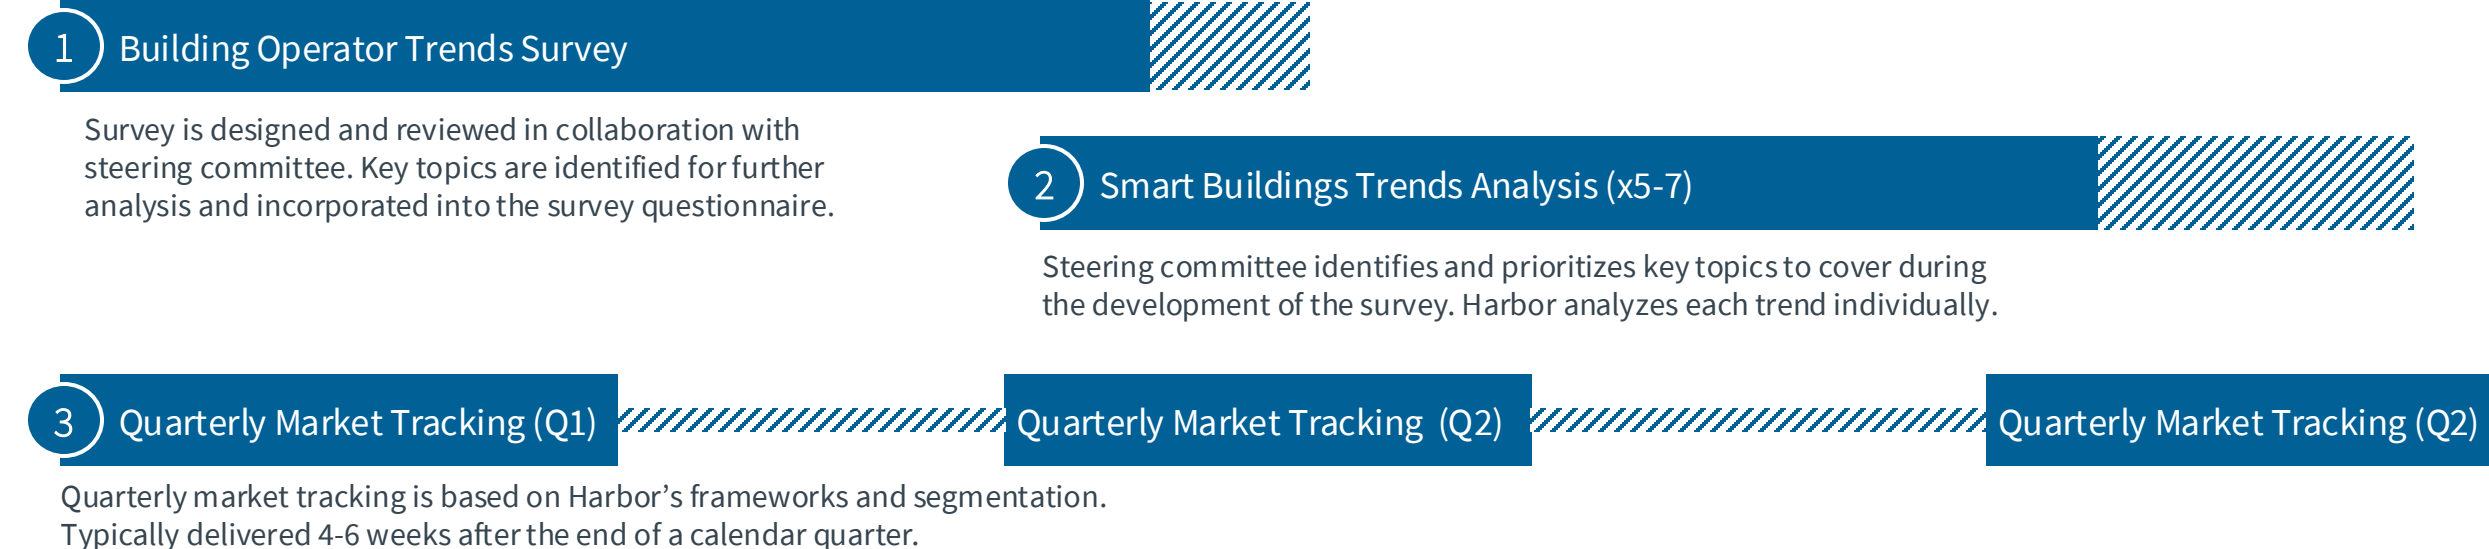 1 Building Operator Trends Survey
Survey is designed and reviewed in collaboration with
steering committee. Key topics are identified for further
analysis and incorporated into the survey questionnaire.
2 Smart Buildings Trends Analysis (x5-7)
Steering committee identifies and prioritizes key topics to cover during
the development of the survey. Harbor analyzes each trend individually.
3 Quarterly Market Tracking (Q1)
Quarterly Market Tracking (Q2)
Quarterly Market Tracking (Q2)
Quarterly market tracking is based on Harbor’s frameworks and segmentation.
Typically delivered 4-6 weeks after the end of a calendar quarter.